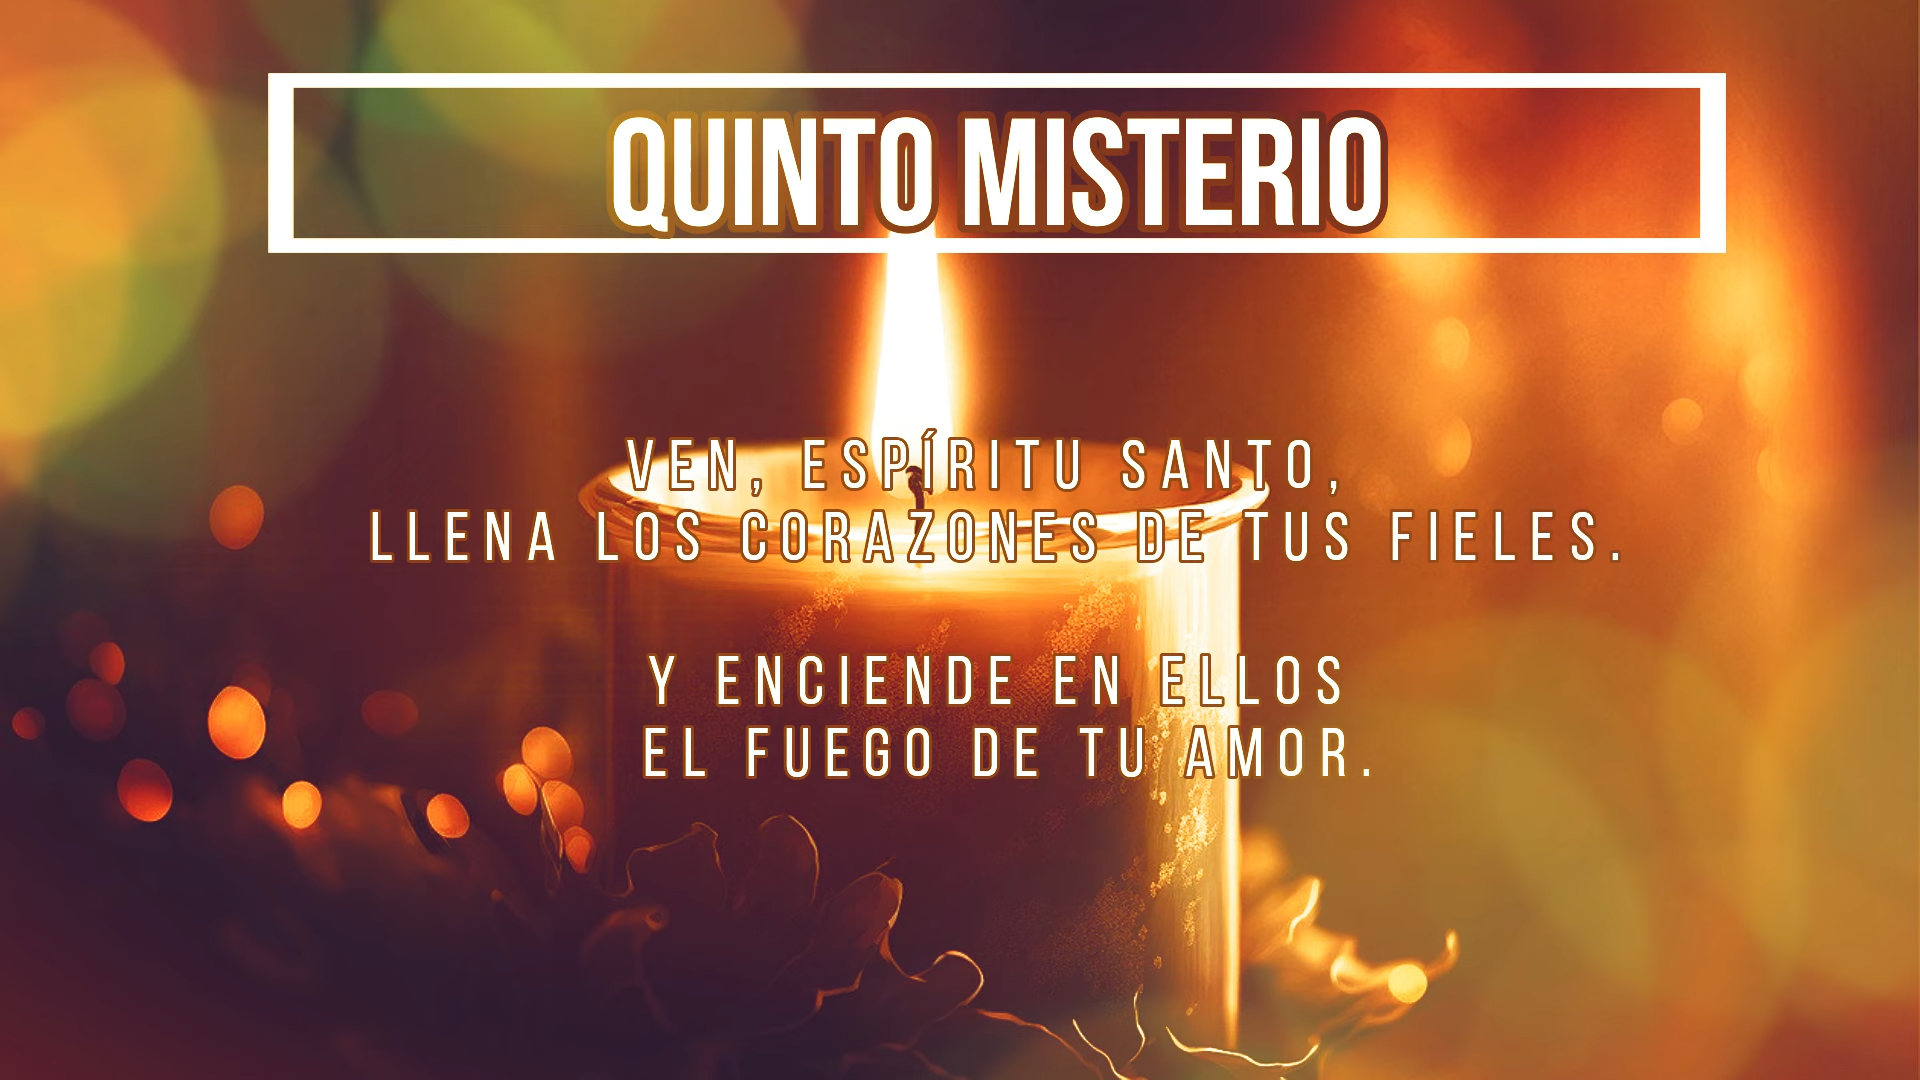 QUINTO MISTERIO
VEN, ESPÍRITU SANTO,
LLENA LOS CORAZONES DE TUS FIELES.
Y ENCIENDE EN ELLOS
EL FUEGO DE TU AMOR.